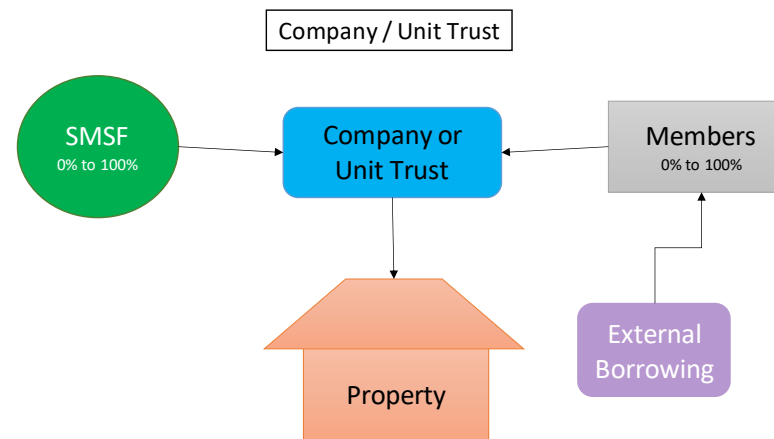 Company / Unit Trust
SMSF
0% to 100%
Company or
Unit Trust
Members
0% to 100%
External
Borrowing
Property